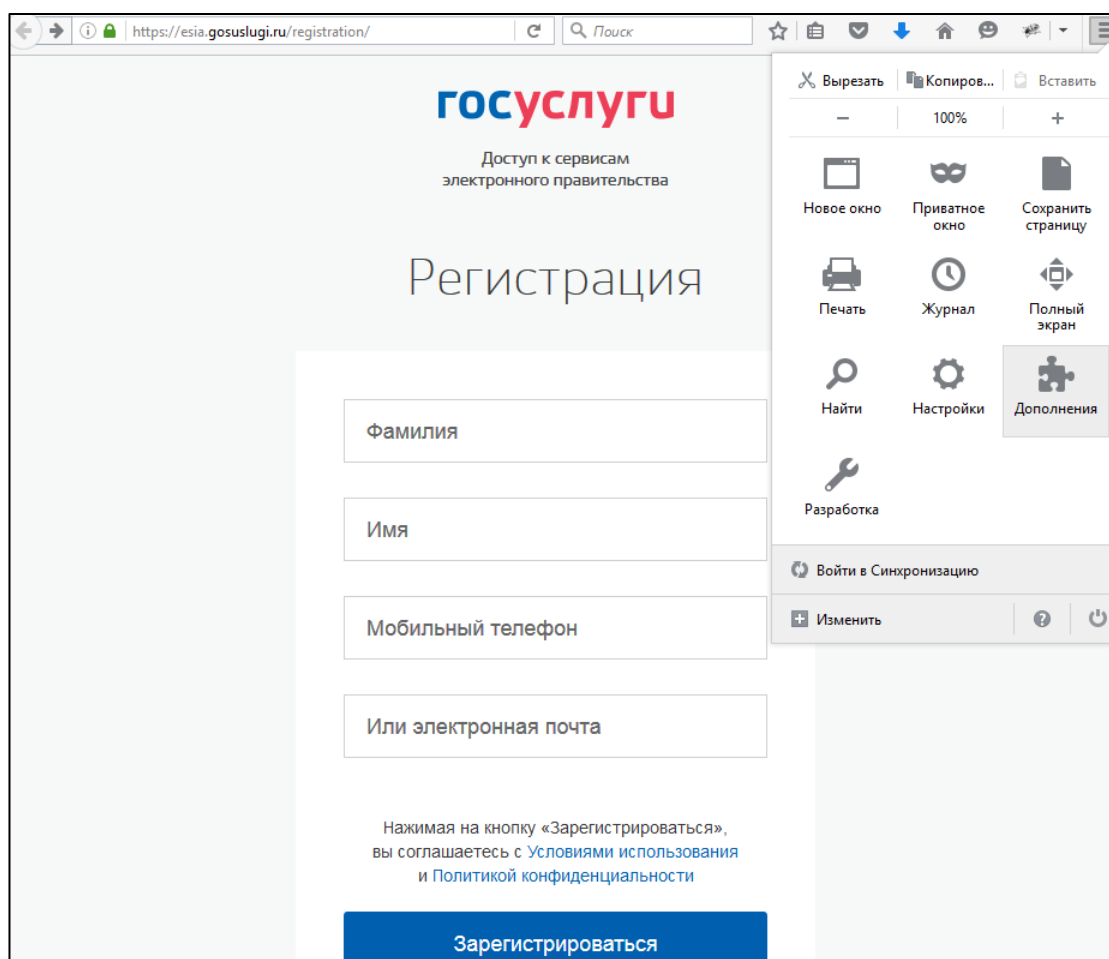 https://esia.gosuslugi.ru/registration/
Поиск
госуслуги
Доступ к сервисам
электронного правительства
Регистрация
Фамилия
Имя
Мобильный телефон
Или электронная почта
Нажимая на кнопку «Зарегистрироваться»,
вы соглашаетесь с Условиями использования
и Политикой конфиденциальности
Зарегистрироваться
Вырезать
Копиров...
Вставить
100%
Новое окно
Приватное
окно
Сохранить
страницу
Печать
Журнал
Полный
экран
Найти
Настройки
Дополнения
Разработка
Войти в Синхронизацию
Изменить